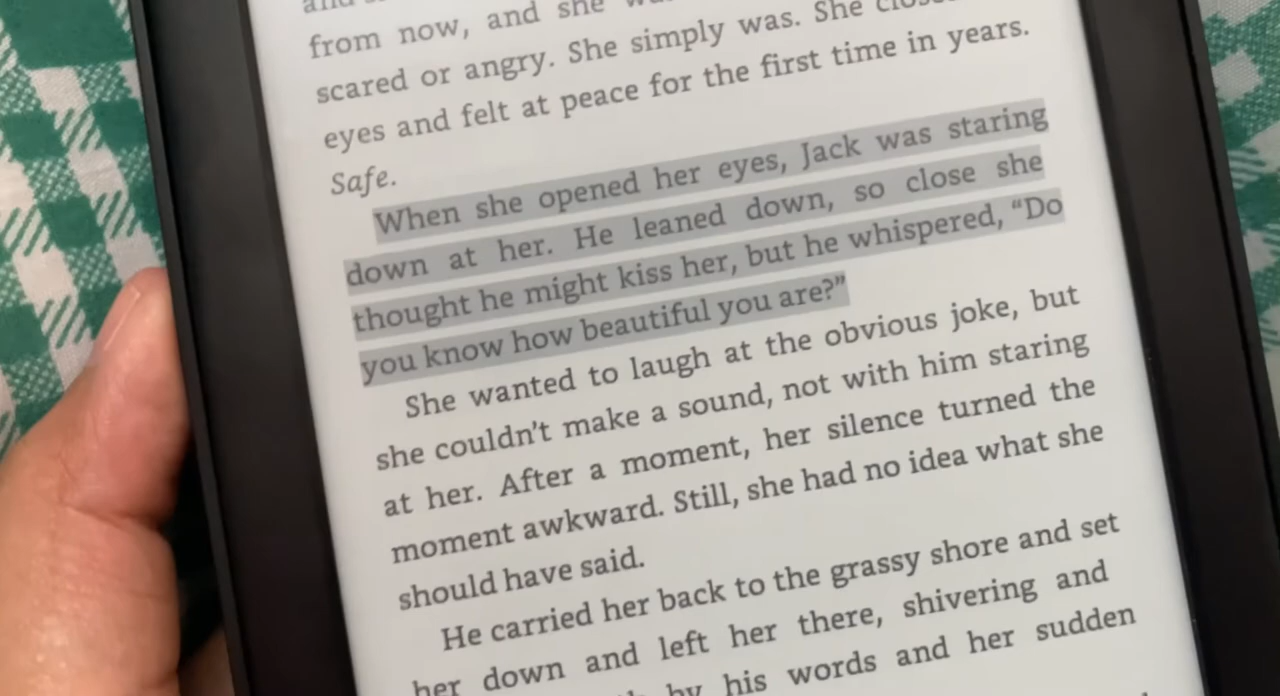 from now, and she
scared or angry. She simply was. She
eyes and felt at peace for the first time in years.
Safe.
When she opened her eyes, Jack was staring
down at her. He leaned down, so close she
thought he might kiss her, but he whispered, “Do
you know how beautiful you are?”
She wanted to laugh at the obvious joke, but
she couldn’t make a sound, not with him staring
at her. After a moment, her silence turned the
moment awkward. Still, she had no idea what she
should have said.
He carried her back to the grassy shore and set
her down and left her there, shivering and
by his words and her sudden